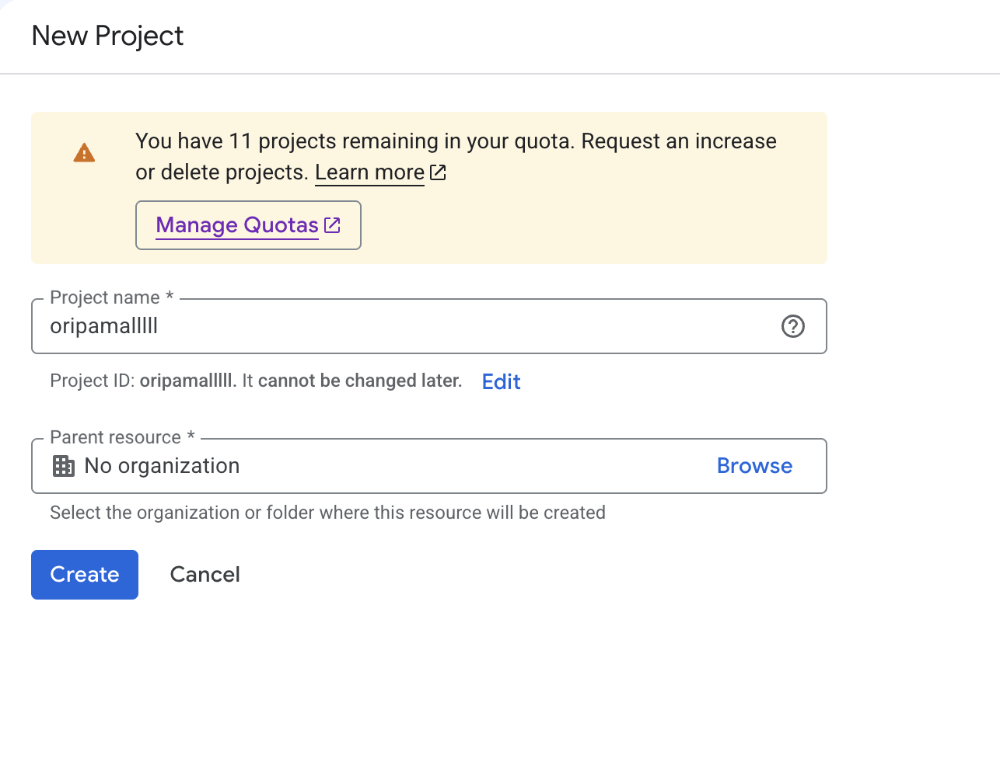 New Project
You have 11 projects remaining in your quota. Request an increase
or delete projects. Learn more
Manage Quotas
Project name *
oripamalllll
Project ID: oripamalllll. It cannot be changed later. Edit
Parent resource *
No organization Browse
Select the organization or folder where this resource will be created
Create Cancel